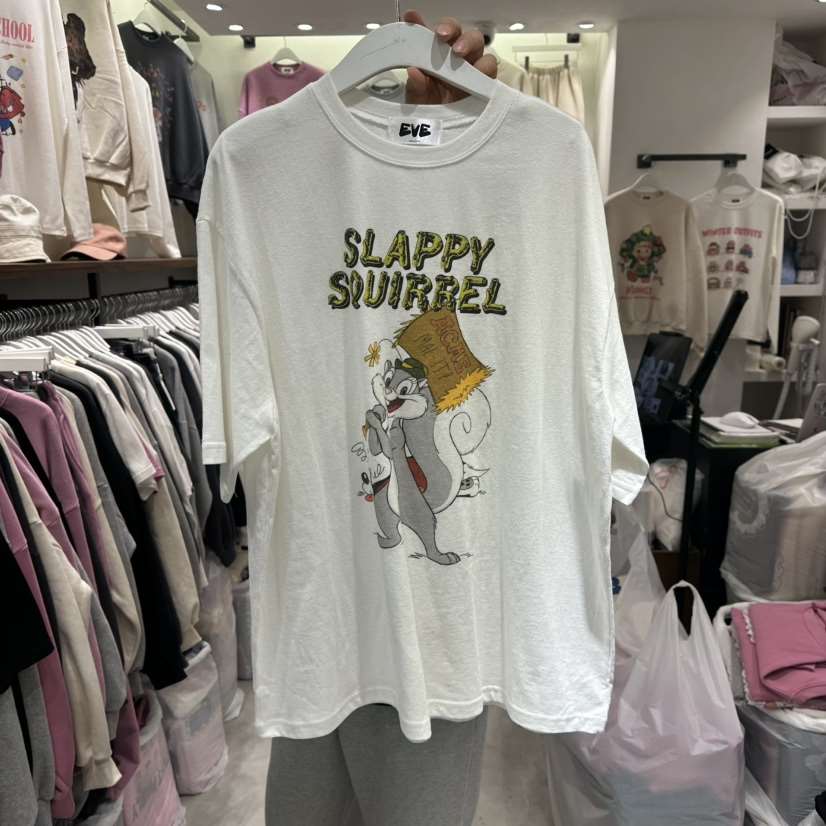 SCHOOL
EVE
SLAPPY
SQUIRREL
WINTER OUTFITS